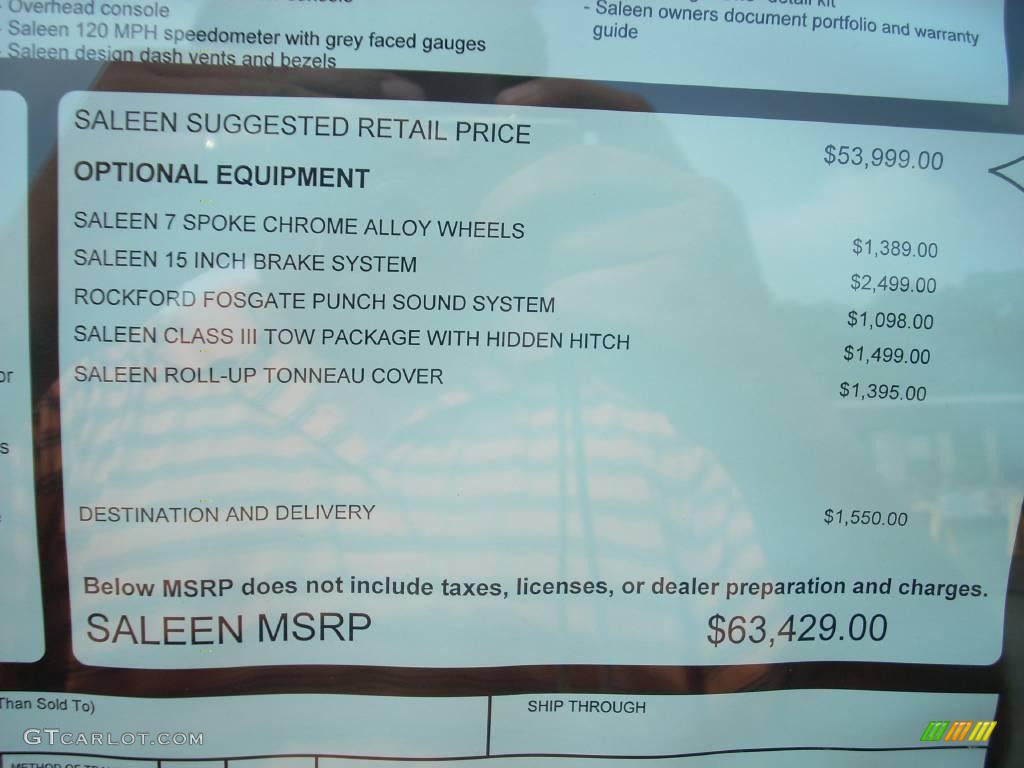 - Overhead console
- Saleen 120 MPH speedometer with grey faced gauges
- Saleen design dash vents and bezels
- Saleen owners document portfolio and warranty
guide
SALEEN SUGGESTED RETAIL PRICE $53,999.00
OPTIONAL EQUIPMENT
SALEEN 7 SPOKE CHROME ALLOY WHEELS $1,389.00
SALEEN 15 INCH BRAKE SYSTEM $2,499.00
ROCKFORD FOSGATE PUNCH SOUND SYSTEM $1,098.00
SALEEN CLASS III TOW PACKAGE WITH HIDDEN HITCH $1,499.00
SALEEN ROLL-UP TONNEAU COVER $1,395.00
DESTINATION AND DELIVERY $1,550.00
Below MSRP does not include taxes, licenses, or dealer preparation and charges.
SALEEN MSRP $63,429.00
Than Sold To)
SHIP THROUGH
GTCARLOT.COM